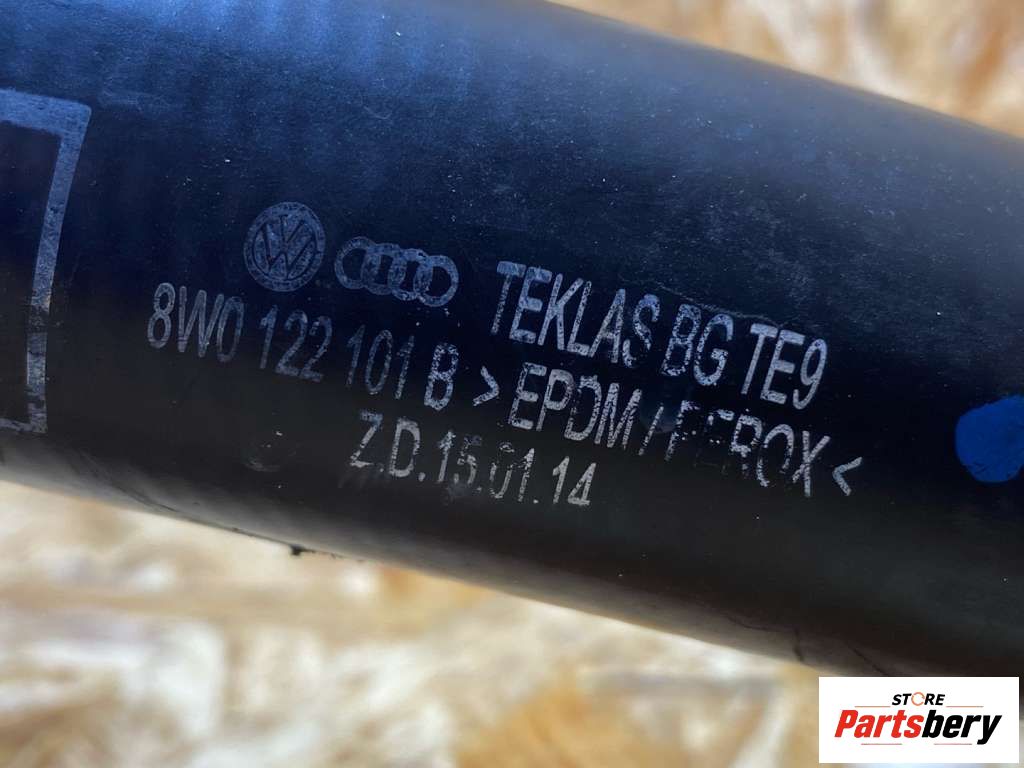 TEKLAS BG TE9
8W0 122 101 B >EPDM / PEROX<
Z.D.15.01.14
STORE
Partsbery